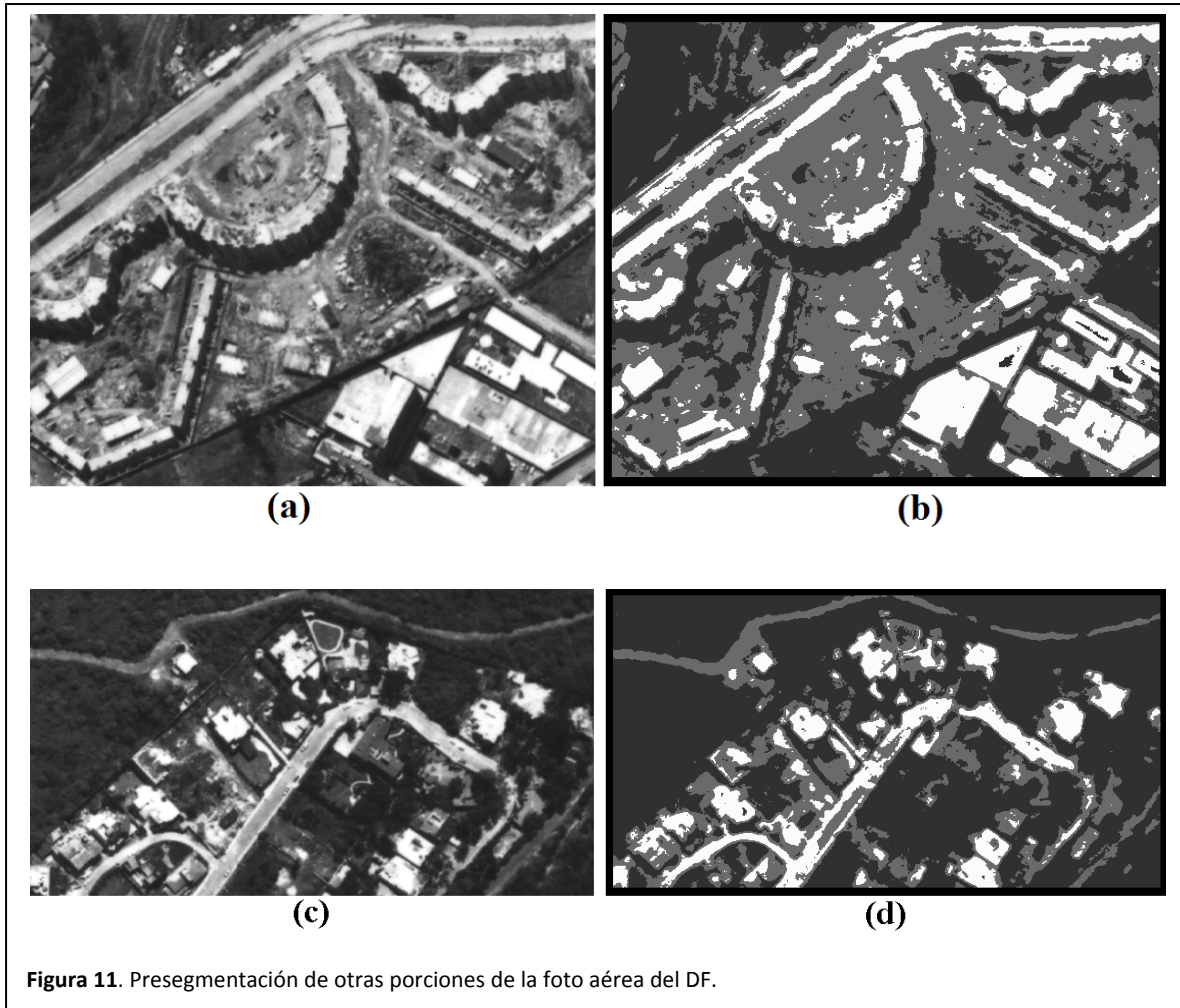 (a)
(b)
(c)
(d)
Figura 11. Presegmentación de otras porciones de la foto aérea del DF.